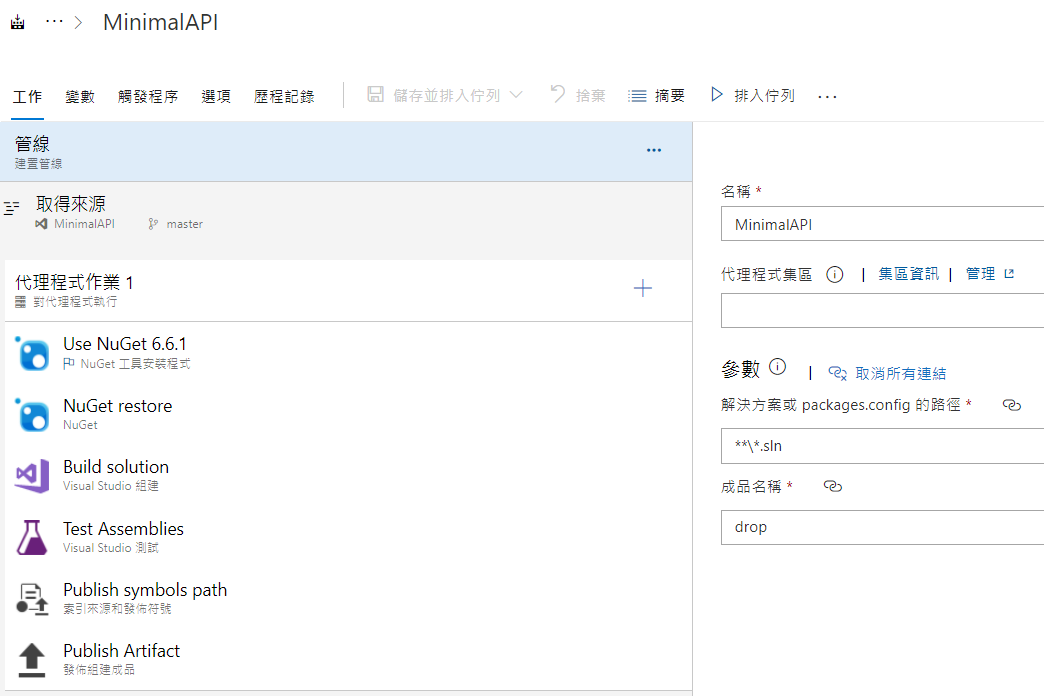 ··· > MinimalAPI
工作 變數 觸發程序 選項 歷程記錄 儲存並排入佇列 捨棄 摘要 排入佇列 ···
管線 ···
建置管線
取得來源
MinimalAPI master
代理程式作業 1
對代理程式執行
Use NuGet 6.6.1
NuGet 工具安裝程式
NuGet restore
NuGet
Build solution
Visual Studio 組建
Test Assemblies
Visual Studio 測試
Publish symbols path
索引來源和發佈符號
Publish Artifact
發佈組建成品
名稱 *
MinimalAPI
代理程式集區 | 集區資訊 | 管理
參數 | 取消所有連結
解決方案或 packages.config 的路徑 *
**\*.sln
成品名稱 *
drop